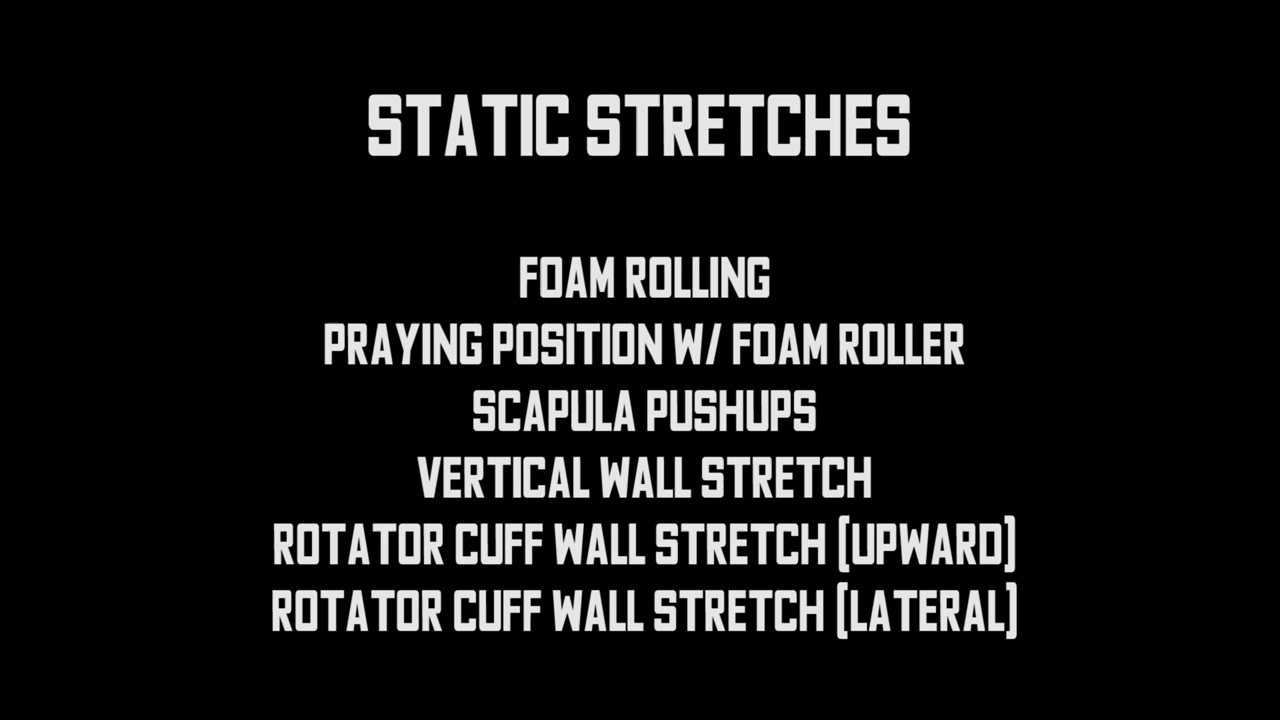 STATIC STRETCHES
FOAM ROLLING
PRAYING POSITION W/ FOAM ROLLER
SCAPULA PUSHUPS
VERTICAL WALL STRETCH
ROTATOR CUFF WALL STRETCH (UPWARD)
ROTATOR CUFF WALL STRETCH (LATERAL)